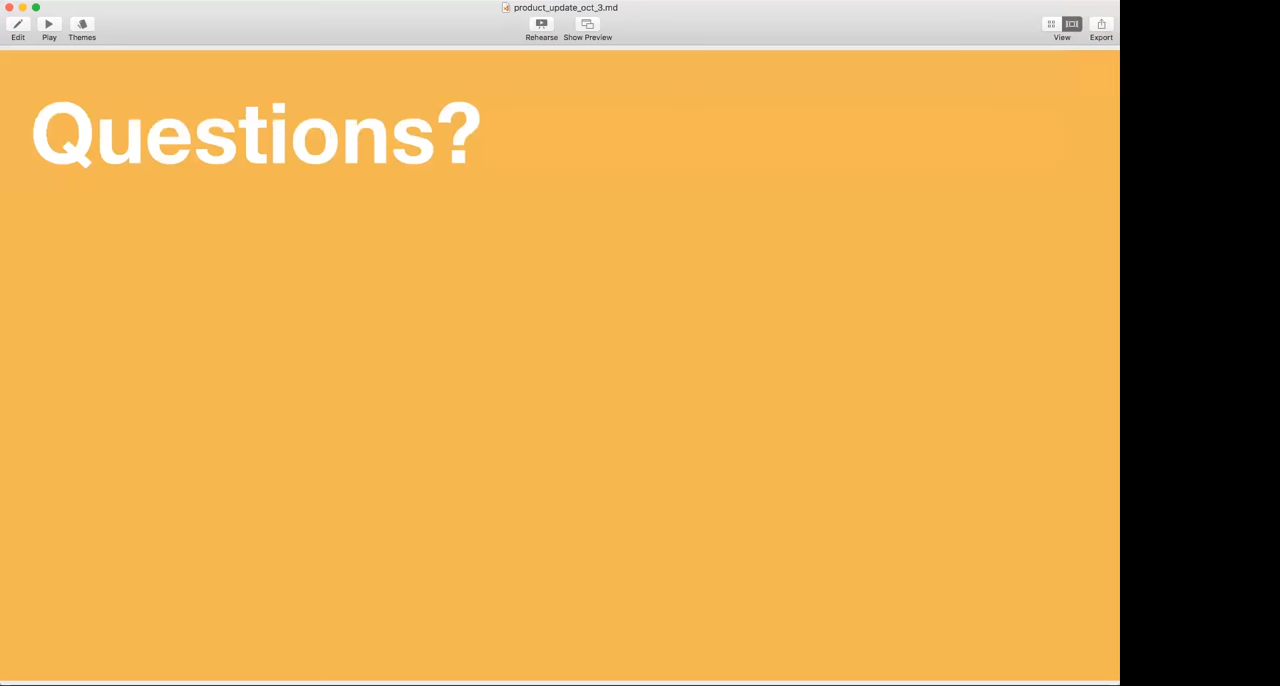 product_update_oct_3.md
Edit Play Themes Rehearse Show Preview View Export
Questions?